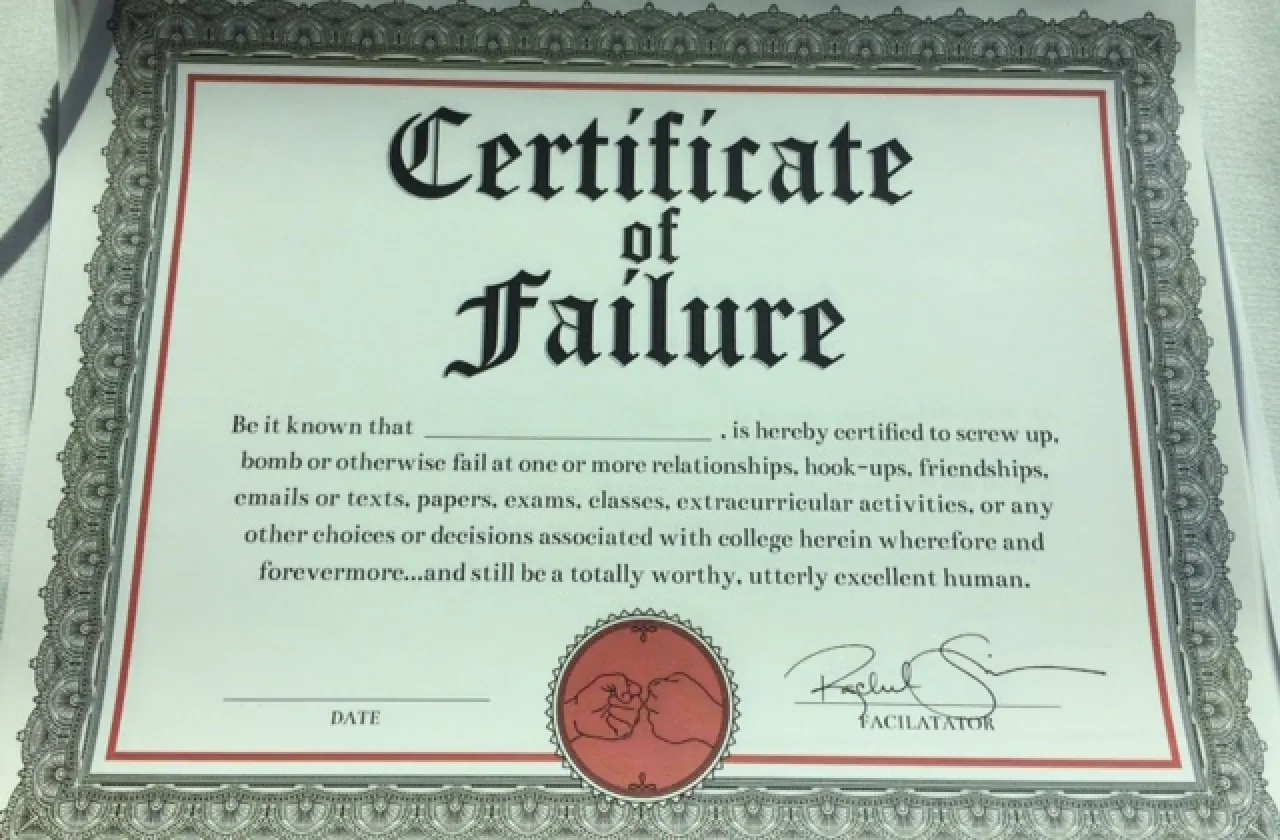 Certificate
of
Failure
Be it known that ____________________ , is hereby certified to screw up,
bomb or otherwise fail at one or more relationships, hook-ups, friendships,
emails or texts, papers, exams, classes, extracurricular activities, or any
other choices or decisions associated with college herein wherefore and
forevermore...and still be a totally worthy, utterly excellent human.
Rachel
DATE
FACILATATOR